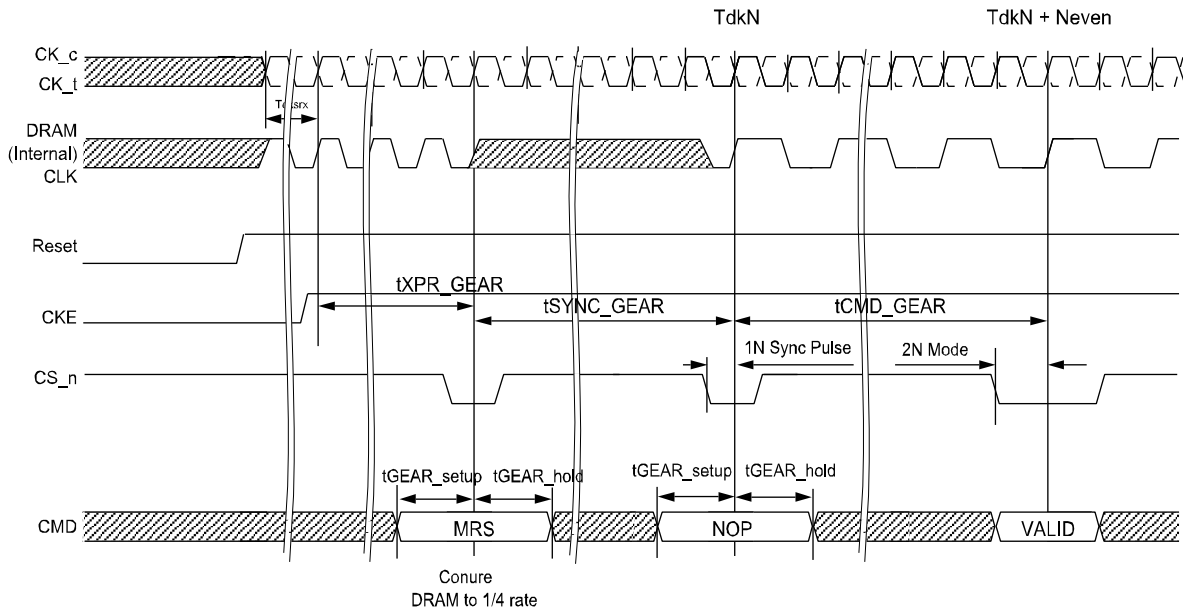 TdkN
TdkN + Neven
CK_c
CK_t
DRAM
(Internal)
CLK
Reset
tXPR_GEAR
CKE
tSYNC_GEAR
tCMD_GEAR
1N Sync Pulse
2N Mode
CS_n
tGEAR_setup
tGEAR_hold
tGEAR_setup
tGEAR_hold
CMD
MRS
NOP
VALID
Conure
DRAM to 1/4 rate